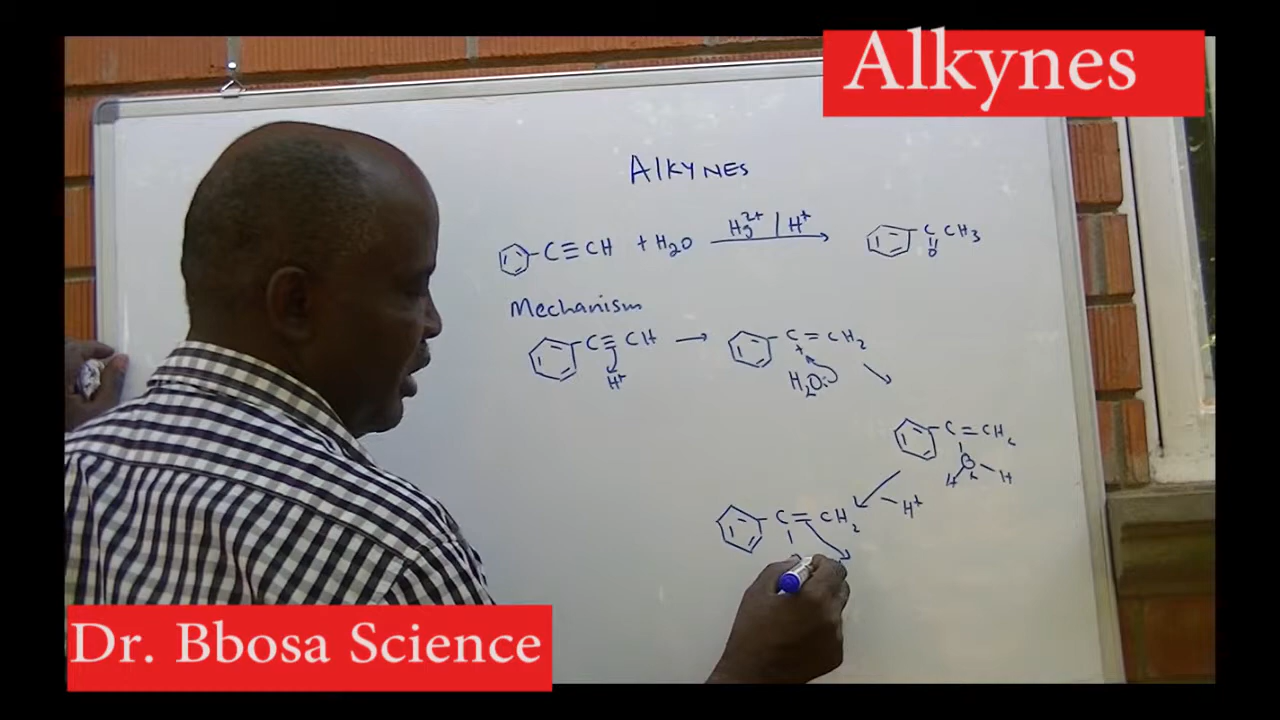 Alkynes
ALKYNES
C≡CH + H2O Hg2+ / H+ C CH3
O
Mechanism
C≡CH → C=CH2
H+ + H2O:
C=CH2
O H
C=CH2 - H+
Dr. Bbosa Science